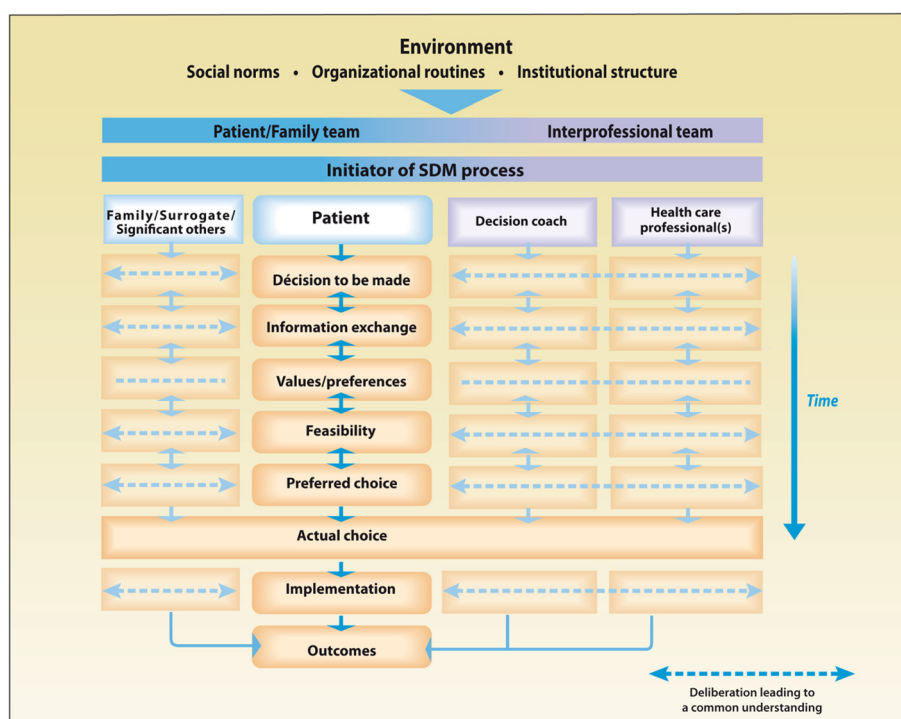 Environment
Social norms • Organizational routines • Institutional structure
Patient/Family team
Interprofessional team
Initiator of SDM process
Family/Surrogate/
Significant others
Patient
Decision coach
Health care
professional(s)
Décision to be made
Information exchange
Values/preferences
Feasibility
Preferred choice
Actual choice
Implementation
Outcomes
Time
Deliberation leading to
a common understanding